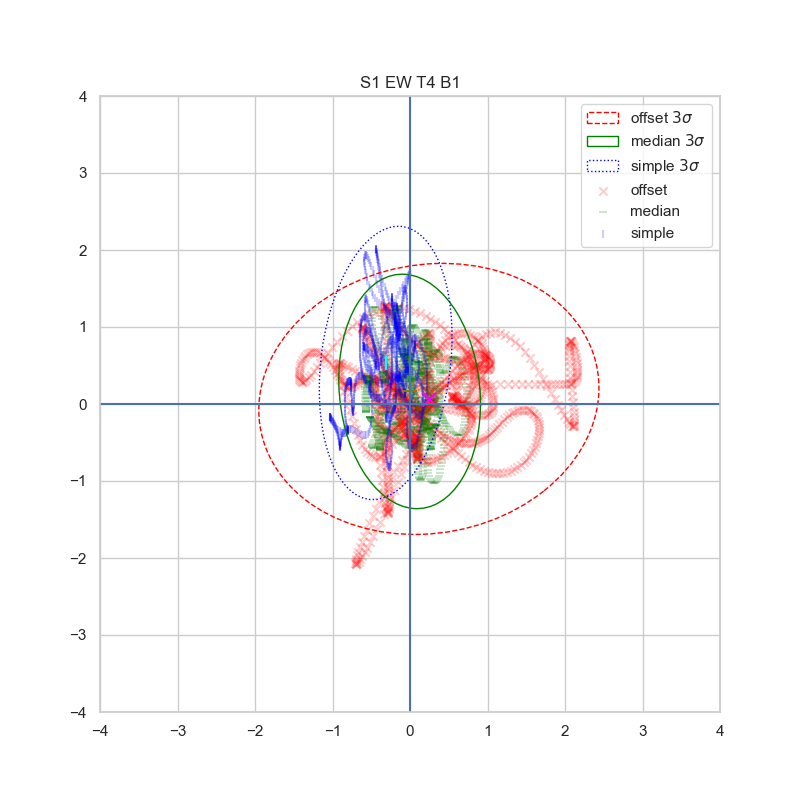 S1 EW T4 B1
offset 3σ
median 3σ
simple 3σ
offset
median
simple
4
3
2
1
0
−1
−2
−3
−4
−4 −3 −2 −1 0 1 2 3 4